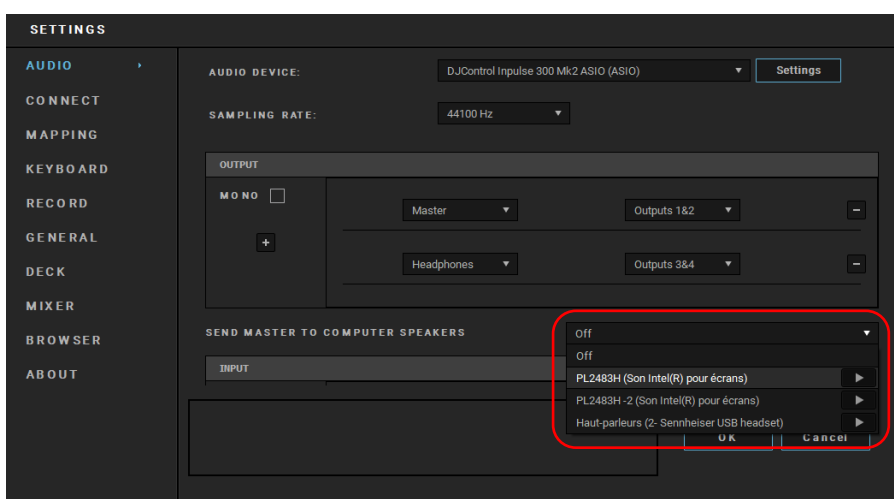 SETTINGS
AUDIO
CONNECT
MAPPING
KEYBOARD
RECORD
GENERAL
DECK
MIXER
BROWSER
ABOUT
AUDIO DEVICE:
DJControl Inpulse 300 Mk2 ASIO (ASIO)
Settings
SAMPLING RATE:
44100 Hz
OUTPUT
MONO
+
Master
Outputs 1&2
Headphones
Outputs 3&4
SEND MASTER TO COMPUTER SPEAKERS
Off
Off
PL2483H (Son Intel(R) pour écrans)
PL2483H -2 (Son Intel(R) pour écrans)
Haut-parleurs (2- Sennheiser USB headset)
INPUT
OK
Cancel